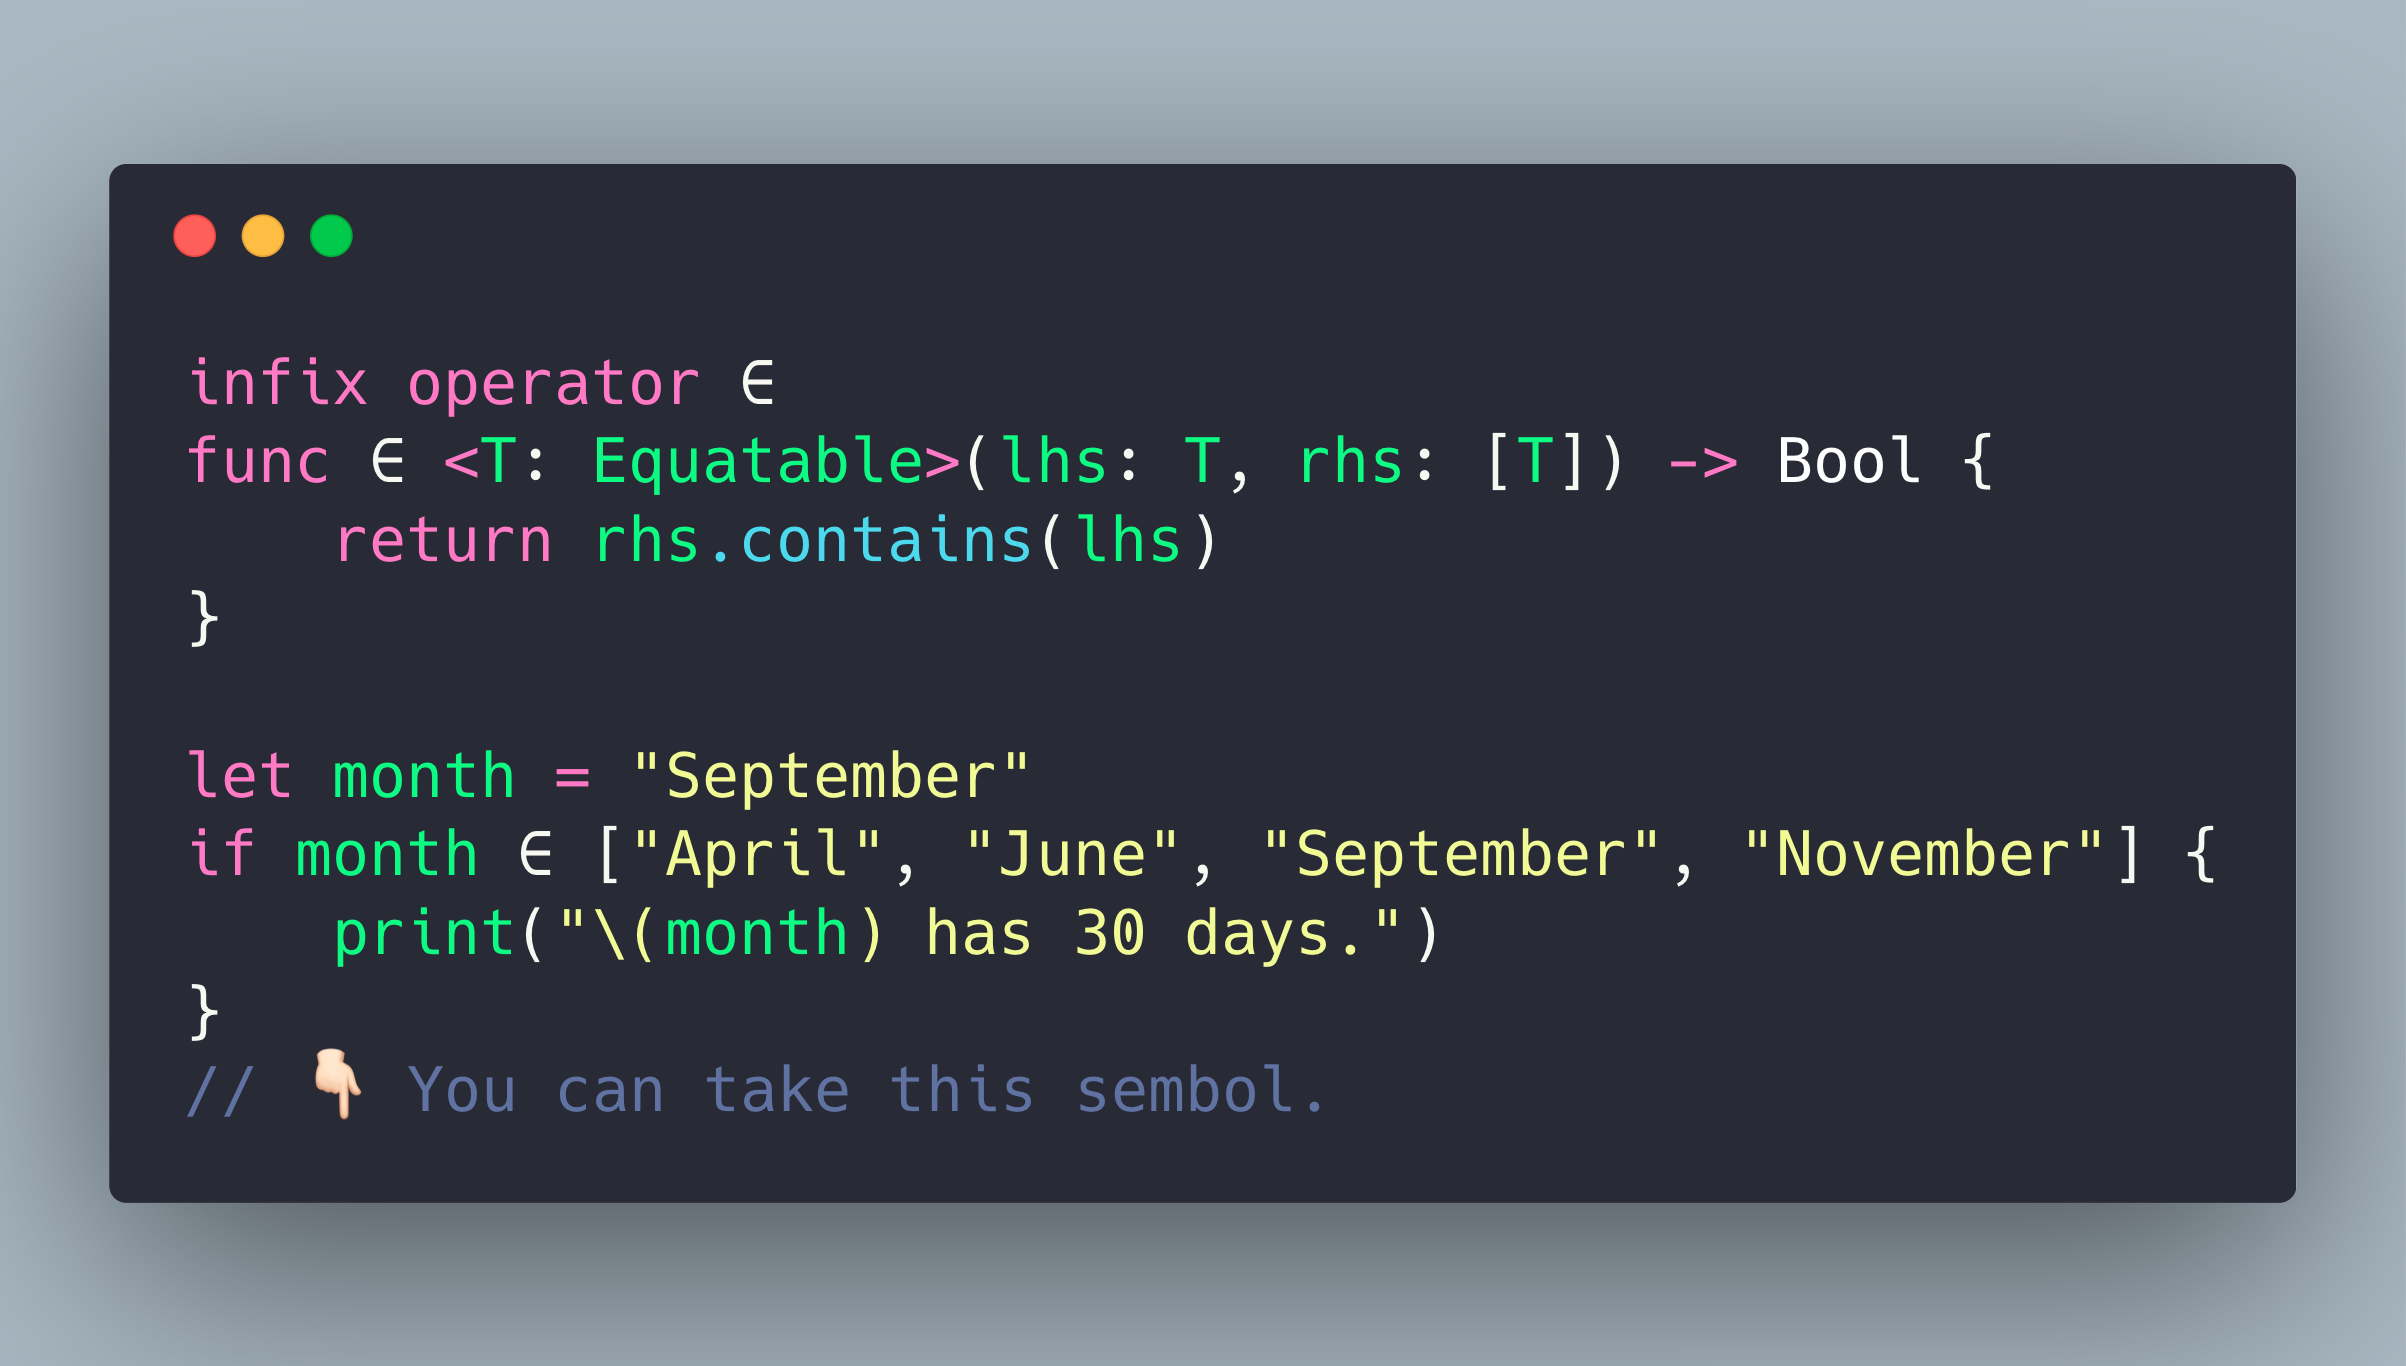 infix operator ∈
func ∈ <T: Equatable>(lhs: T, rhs: [T]) -> Bool {
    return rhs.contains(lhs)
}

let month = "September"
if month ∈ ["April", "June", "September", "November"] {
    print("\(month) has 30 days.")
}
// 👇🏻 You can take this sembol.